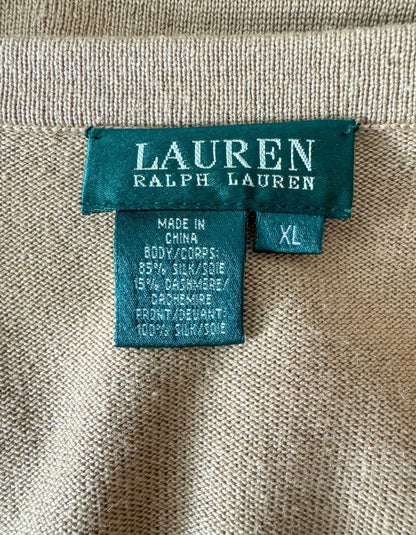 LAUREN
RALPH LAUREN
XL
MADE IN
CHINA
BODY/CORPS:
85% SILK/SOIE
15% CASHMERE/
CACHEMIRE
FRONT/DEVANT:
100% SILK/SOIE